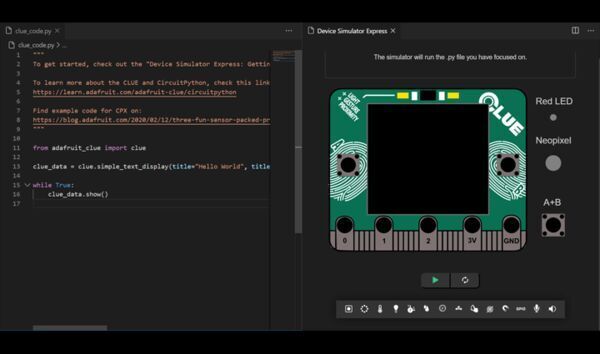 clue_code.py
Device Simulator Express
clue_code.py > ...
1 """
2 To get started, check out the "Device Simulator Express: Gettin
3
4 To learn more about the CLUE and CircuitPython, check this link
5 https://learn.adafruit.com/adafruit-clue/circuitpython
6
7 Find example code for CPX on:
8 https://blog.adafruit.com/2020/02/12/three-fun-sensor-packed-pr
9 """
10
11 from adafruit_clue import clue
12
13 clue_data = clue.simple_text_display(title="Hello World", title
14
15 while True:
16 clue_data.show()
17
The simulator will run the .py file you have focused on.
LIGHT
GESTURE
PROXIMITY
CLUE
0 1 2 3V GND
Red LED
Neopixel
A+B
GPIO